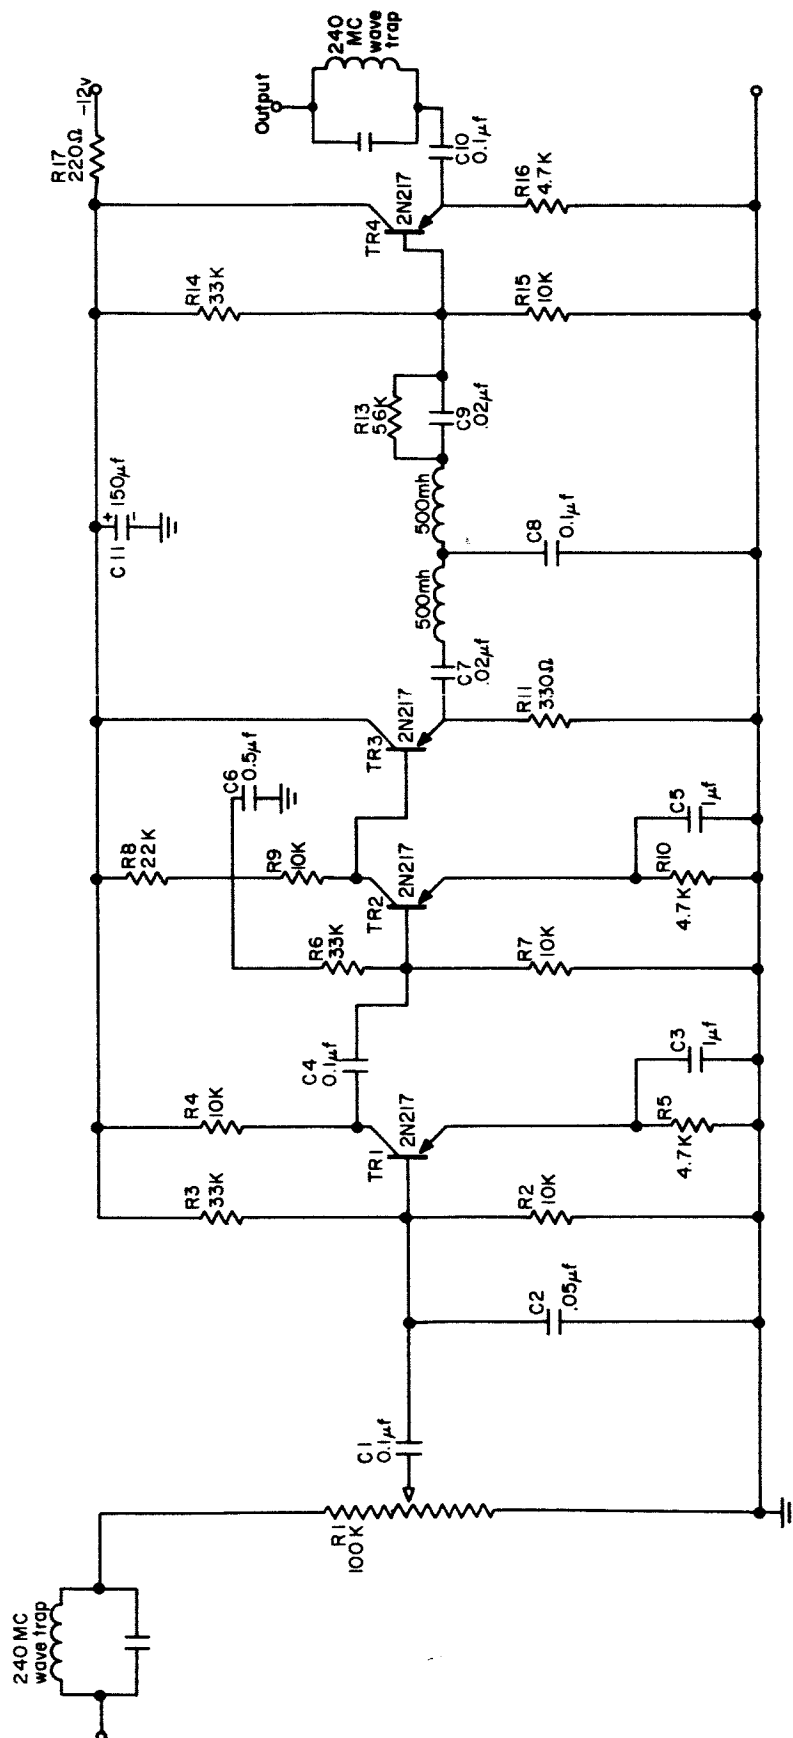 240 MC
wave trap
R1
100 K
C1
0.1μf
C2
.05μf
R3
33K
R2
10K
TR1
2N217
R4
10K
R5
4.7K
C3
1μf
C4
0.1μf
R6
33K
R7
10K
TR2
2N217
R8
22K
R9
10K
C6
0.5μf
R10
4.7K
C5
1μf
TR3
2N217
R11
330Ω
C7
.02μf
500mh
C11
+
150μf
-
C8
0.1μf
500mh
R13
56K
C9
.02μf
R14
33K
R15
10K
TR4
2N217
R16
4.7K
R17
220Ω
-12v
C10
0.1μf
Output
240
MC
wave
trap